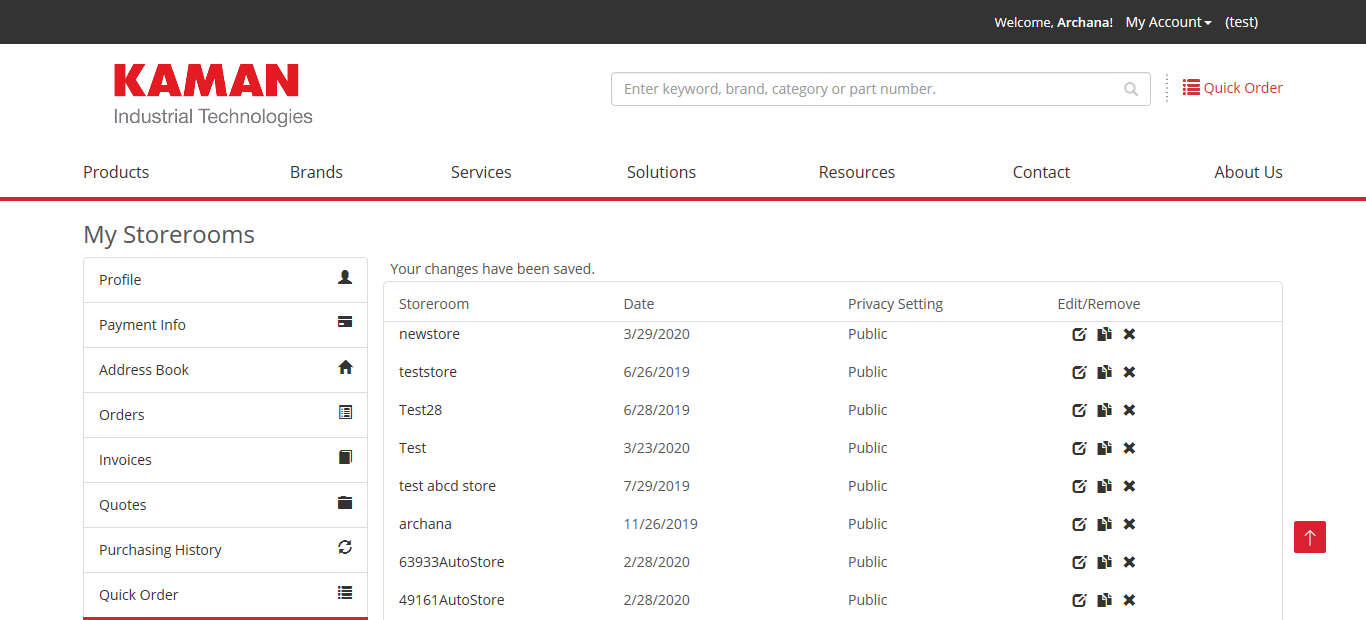 Welcome, Archana! My Account (test)
KAMAN
Industrial Technologies
Enter keyword, brand, category or part number.
Quick Order
Products Brands Services Solutions Resources Contact About Us
My Storerooms
Profile
Payment Info
Address Book
Orders
Invoices
Quotes
Purchasing History
Quick Order
Your changes have been saved.
Storeroom Date Privacy Setting Edit/Remove
newstore 3/29/2020 Public
teststore 6/26/2019 Public
Test28 6/28/2019 Public
Test 3/23/2020 Public
test abcd store 7/29/2019 Public
archana 11/26/2019 Public
63933AutoStore 2/28/2020 Public
49161AutoStore 2/28/2020 Public